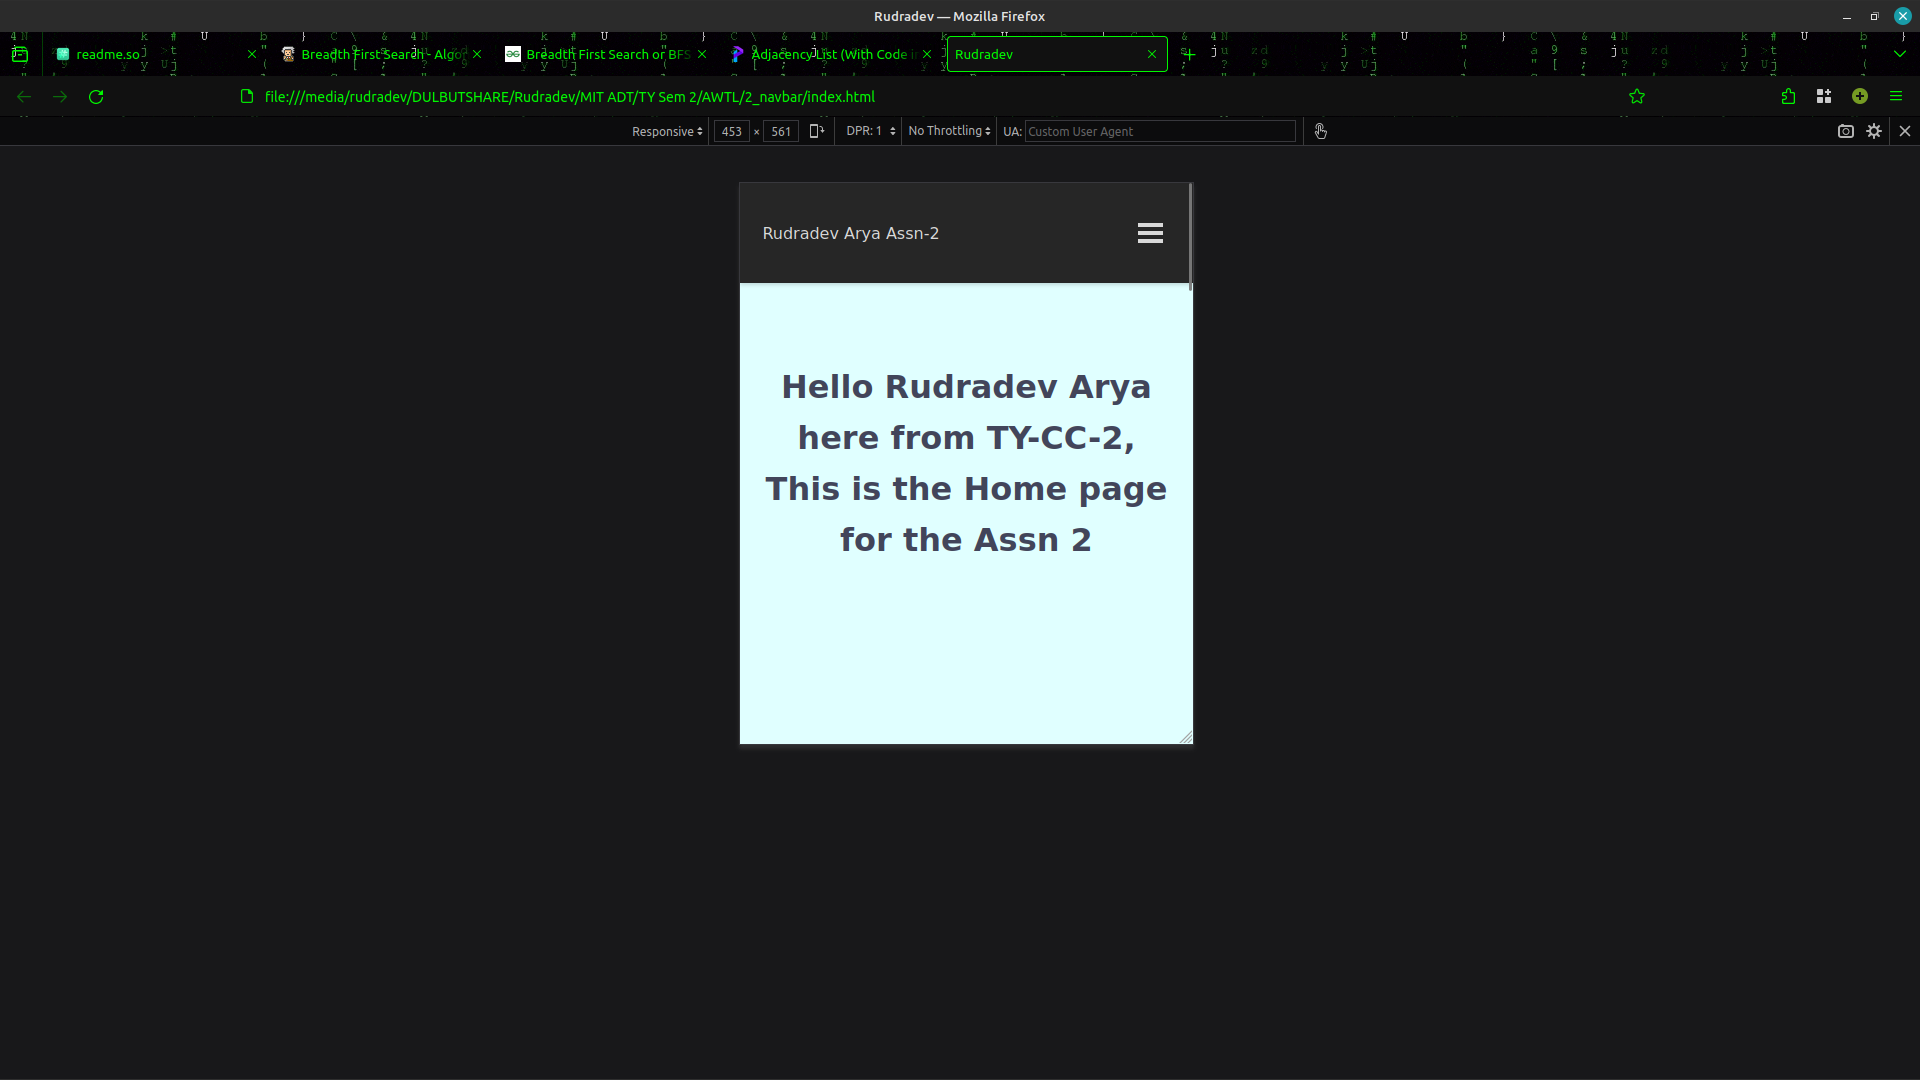 Rudradev — Mozilla Firefox
readme.so
Breadth First Search - Algo
Breadth First Search or BFS
Adjacency List (With Code in
Rudradev
file:///media/rudradev/DULBUTSHARE/Rudradev/MIT ADT/TY Sem 2/AWTL/2_navbar/index.html
Responsive 453 × 561 DPR: 1 No Throttling UA: Custom User Agent
Rudradev Arya Assn-2
Hello Rudradev Arya
here from TY-CC-2,
This is the Home page
for the Assn 2